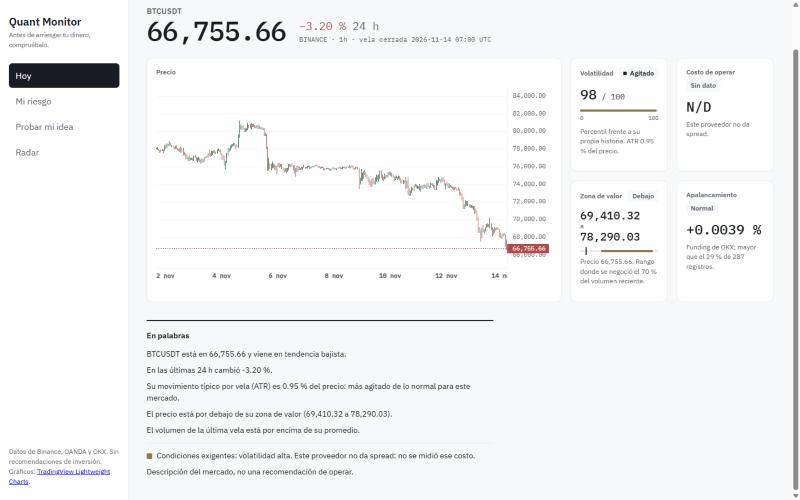 Quant Monitor
Antes de arriesgar tu dinero,
compruébalo.
Hoy
Mi riesgo
Probar mi idea
Radar
Datos de Binance, OANDA y OKX. Sin
recomendaciones de inversión.
Gráficos: TradingView Lightweight
Charts.
BTCUSDT
66,755.66
−3.20 % 24 h
BINANCE · 1h · vela cerrada 2026-11-14 07:00 UTC
Precio
84,000.00
82,000.00
80,000.00
78,000.00
76,000.00
74,000.00
72,000.00
70,000.00
68,000.00
66,755.66
66,000.00
2 nov
4 nov
6 nov
8 nov
10 nov
12 nov
14 n
Volatilidad
Agitado
98 / 100
0
100
Percentil frente a su
propia historia. ATR 0.95
% del precio.
Costo de operar
Sin dato
N/D
Este proveedor no da
spread.
Zona de valor
Debajo
69,410.32
a
78,290.03
Precio 66,755.66. Rango
donde se negoció el 70 %
del volumen reciente.
Apalancamiento
Normal
+0.0039 %
Funding de OKX; mayor
que el 29 % de 287
registros.
En palabras
BTCUSDT está en 66,755.66 y viene en tendencia bajista.
En las últimas 24 h cambió -3.20 %.
Su movimiento típico por vela (ATR) es 0.95 % del precio: más agitado de lo normal para este
mercado.
El precio está por debajo de su zona de valor (69,410.32 a 78,290.03).
El volumen de la última vela está por encima de su promedio.
Condiciones exigentes: volatilidad alta. Este proveedor no da spread: no se midió ese costo.
Descripción del mercado, no una recomendación de operar.